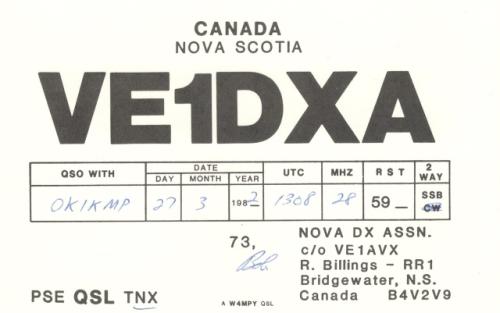 CANADA
NOVA SCOTIA
VE1DXA
QSO WITH DATE UTC MHZ RST 2 WAY
DAY MONTH YEAR
OK1KMP 27 3 1982 1308 28 59 — SSB
CW
73, NOVA DX ASSN.
Bob c/o VE1AVX
R. Billings - RR1
Bridgewater, N.S.
PSE QSL TNX A W4MPY QSL Canada B4V2V9